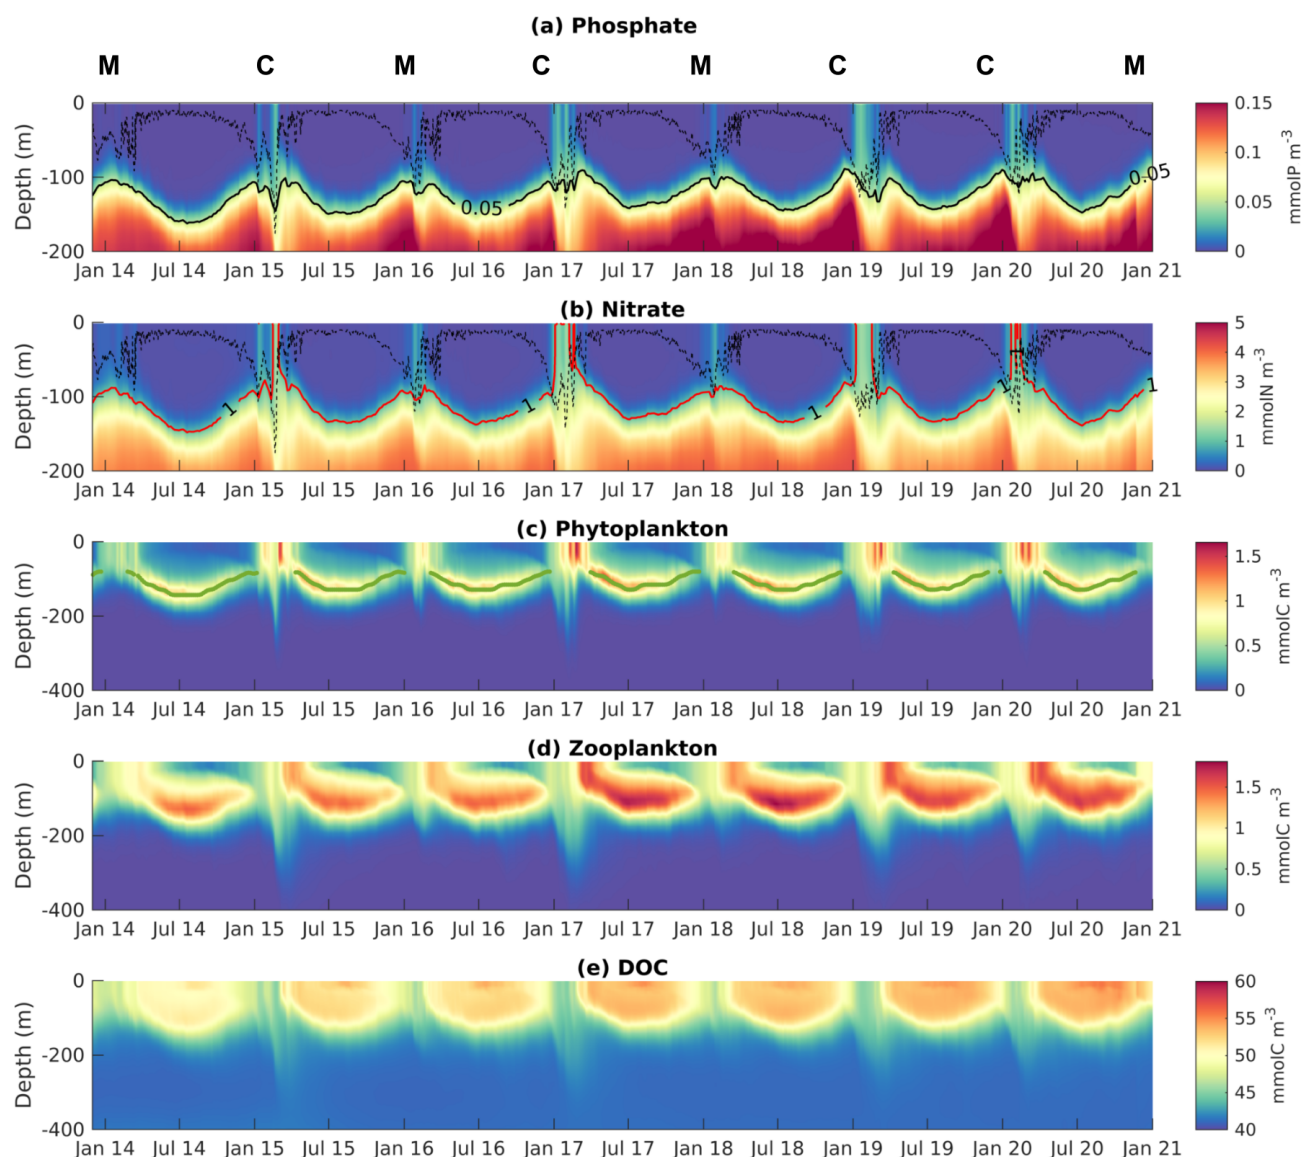 (a) Phosphate
M C M C M C C M
0
-100
-200
Depth (m)
0.05
0.05
Jan 14 Jul 14 Jan 15 Jul 15 Jan 16 Jul 16 Jan 17 Jul 17 Jan 18 Jul 18 Jan 19 Jul 19 Jan 20 Jul 20 Jan 21
0.15
0.1
0.05
0
mmolP m-3
(b) Nitrate
0
-100
-200
Depth (m)
1 1 1 1 1 1
Jan 14 Jul 14 Jan 15 Jul 15 Jan 16 Jul 16 Jan 17 Jul 17 Jan 18 Jul 18 Jan 19 Jul 19 Jan 20 Jul 20 Jan 21
5
4
3
2
1
0
mmolN m-3
(c) Phytoplankton
0
-200
-400
Depth (m)
Jan 14 Jul 14 Jan 15 Jul 15 Jan 16 Jul 16 Jan 17 Jul 17 Jan 18 Jul 18 Jan 19 Jul 19 Jan 20 Jul 20 Jan 21
1.5
1
0.5
0
mmolC m-3
(d) Zooplankton
0
-200
-400
Depth (m)
Jan 14 Jul 14 Jan 15 Jul 15 Jan 16 Jul 16 Jan 17 Jul 17 Jan 18 Jul 18 Jan 19 Jul 19 Jan 20 Jul 20 Jan 21
1.5
1
0.5
0
mmolC m-3
(e) DOC
0
-200
-400
Depth (m)
Jan 14 Jul 14 Jan 15 Jul 15 Jan 16 Jul 16 Jan 17 Jul 17 Jan 18 Jul 18 Jan 19 Jul 19 Jan 20 Jul 20 Jan 21
60
55
50
45
40
mmolC m-3